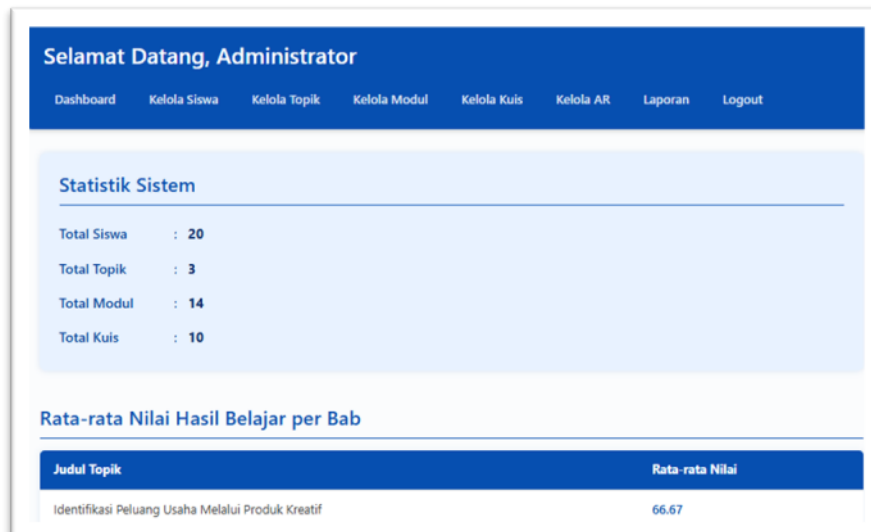 Selamat Datang, Administrator
Dashboard Kelola Siswa Kelola Topik Kelola Modul Kelola Kuis Kelola AR Laporan Logout
Statistik Sistem
Total Siswa : 20
Total Topik : 3
Total Modul : 14
Total Kuis : 10
Rata-rata Nilai Hasil Belajar per Bab
Judul Topik Rata-rata Nilai
Identifikasi Peluang Usaha Melalui Produk Kreatif 66.67